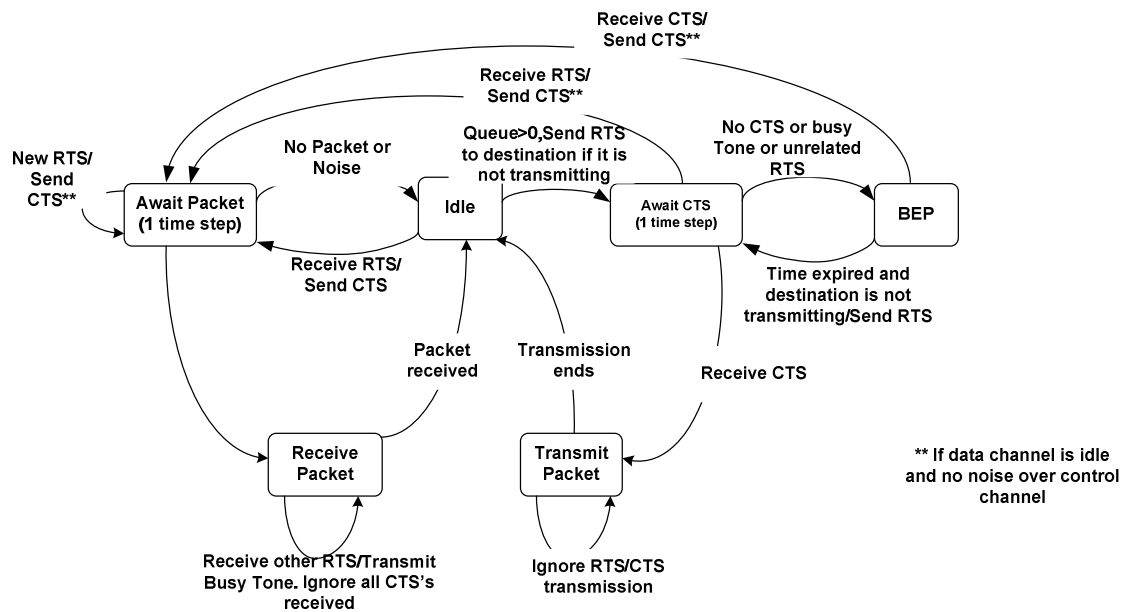 Receive CTS/
Send CTS**
Receive RTS/
Send CTS**
Queue>0,Send RTS
to destination if it is
not transmitting
No CTS or busy
Tone or unrelated
RTS
New RTS/
Send
CTS**
No Packet or
Noise
Await Packet
(1 time step)
Idle
Await CTS
(1 time step)
BEP
Receive RTS/
Send CTS
Time expired and
destination is not
transmitting/Send RTS
Packet
received
Transmission
ends
Receive CTS
Receive
Packet
Transmit
Packet
** If data channel is idle
and no noise over control
channel
Receive other RTS/Transmit
Busy Tone. Ignore all CTS's
received
Ignore RTS/CTS
transmission